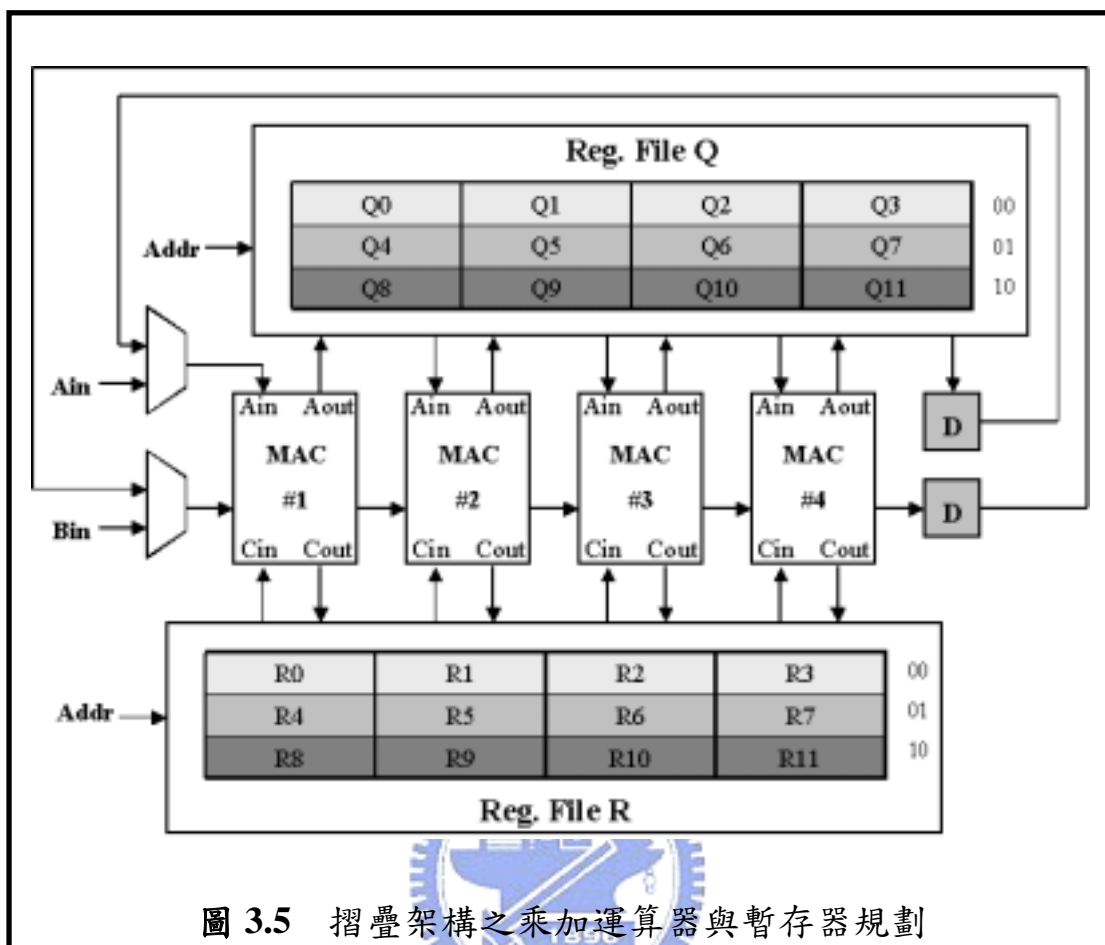 Reg. File Q
Q0 Q1 Q2 Q3 00
Addr Q4 Q5 Q6 Q7 01
Q8 Q9 Q10 Q11 10
Ain
Ain Aout Ain Aout Ain Aout Ain Aout
D
MAC MAC MAC MAC
#1 #2 #3 #4
D
Bin
Cin Cout Cin Cout Cin Cout Cin Cout
R0 R1 R2 R3 00
Addr R4 R5 R6 R7 01
R8 R9 R10 R11 10
Reg. File R
圖 3.5 摺疊架構之乘加運算器與暫存器規劃
1896